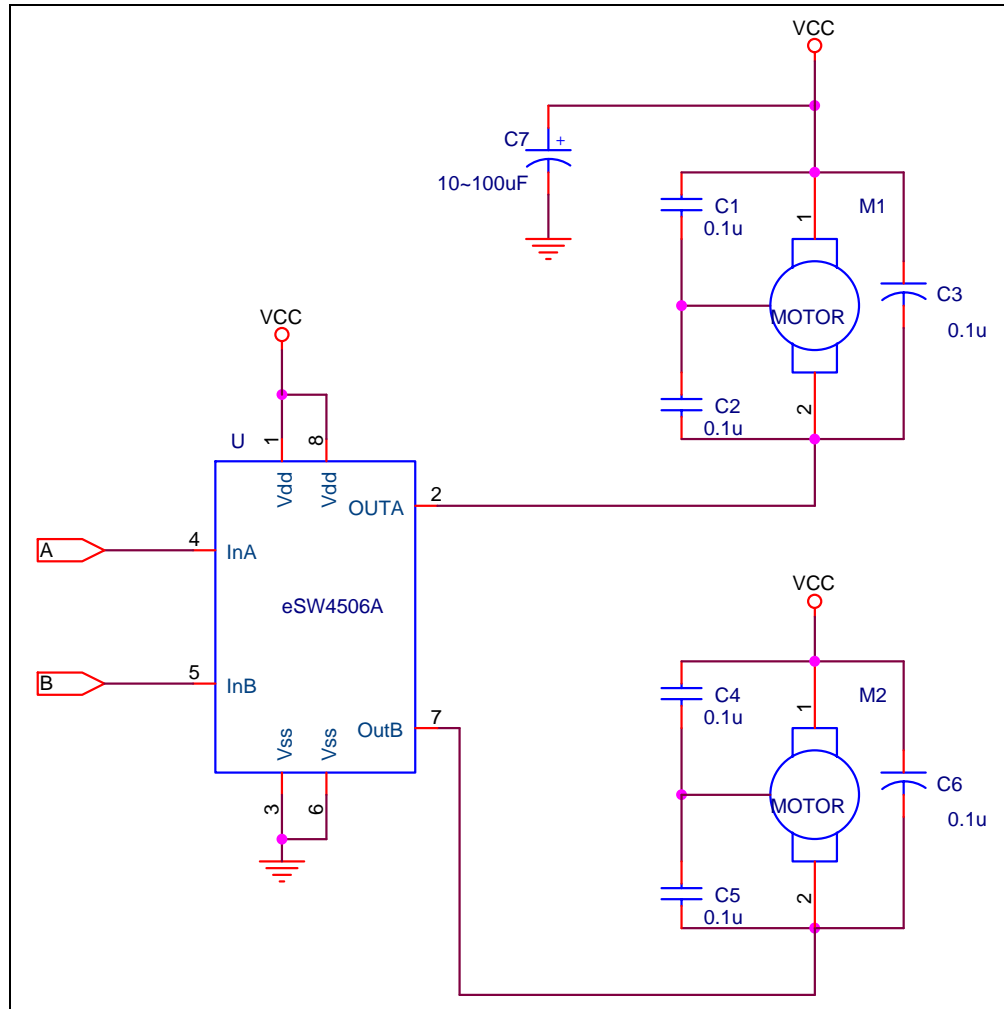 VCC
C7
+
10~100uF
C1
0.1u
1
M1
MOTOR
C3
0.1u
C2
0.1u
2
VCC
U
1
8
Vdd
Vdd
OUTA
2
A
4
InA
eSW4506A
B
5
InB
OutB
7
Vss
Vss
3
6
VCC
C4
0.1u
1
M2
MOTOR
C6
0.1u
C5
0.1u
2